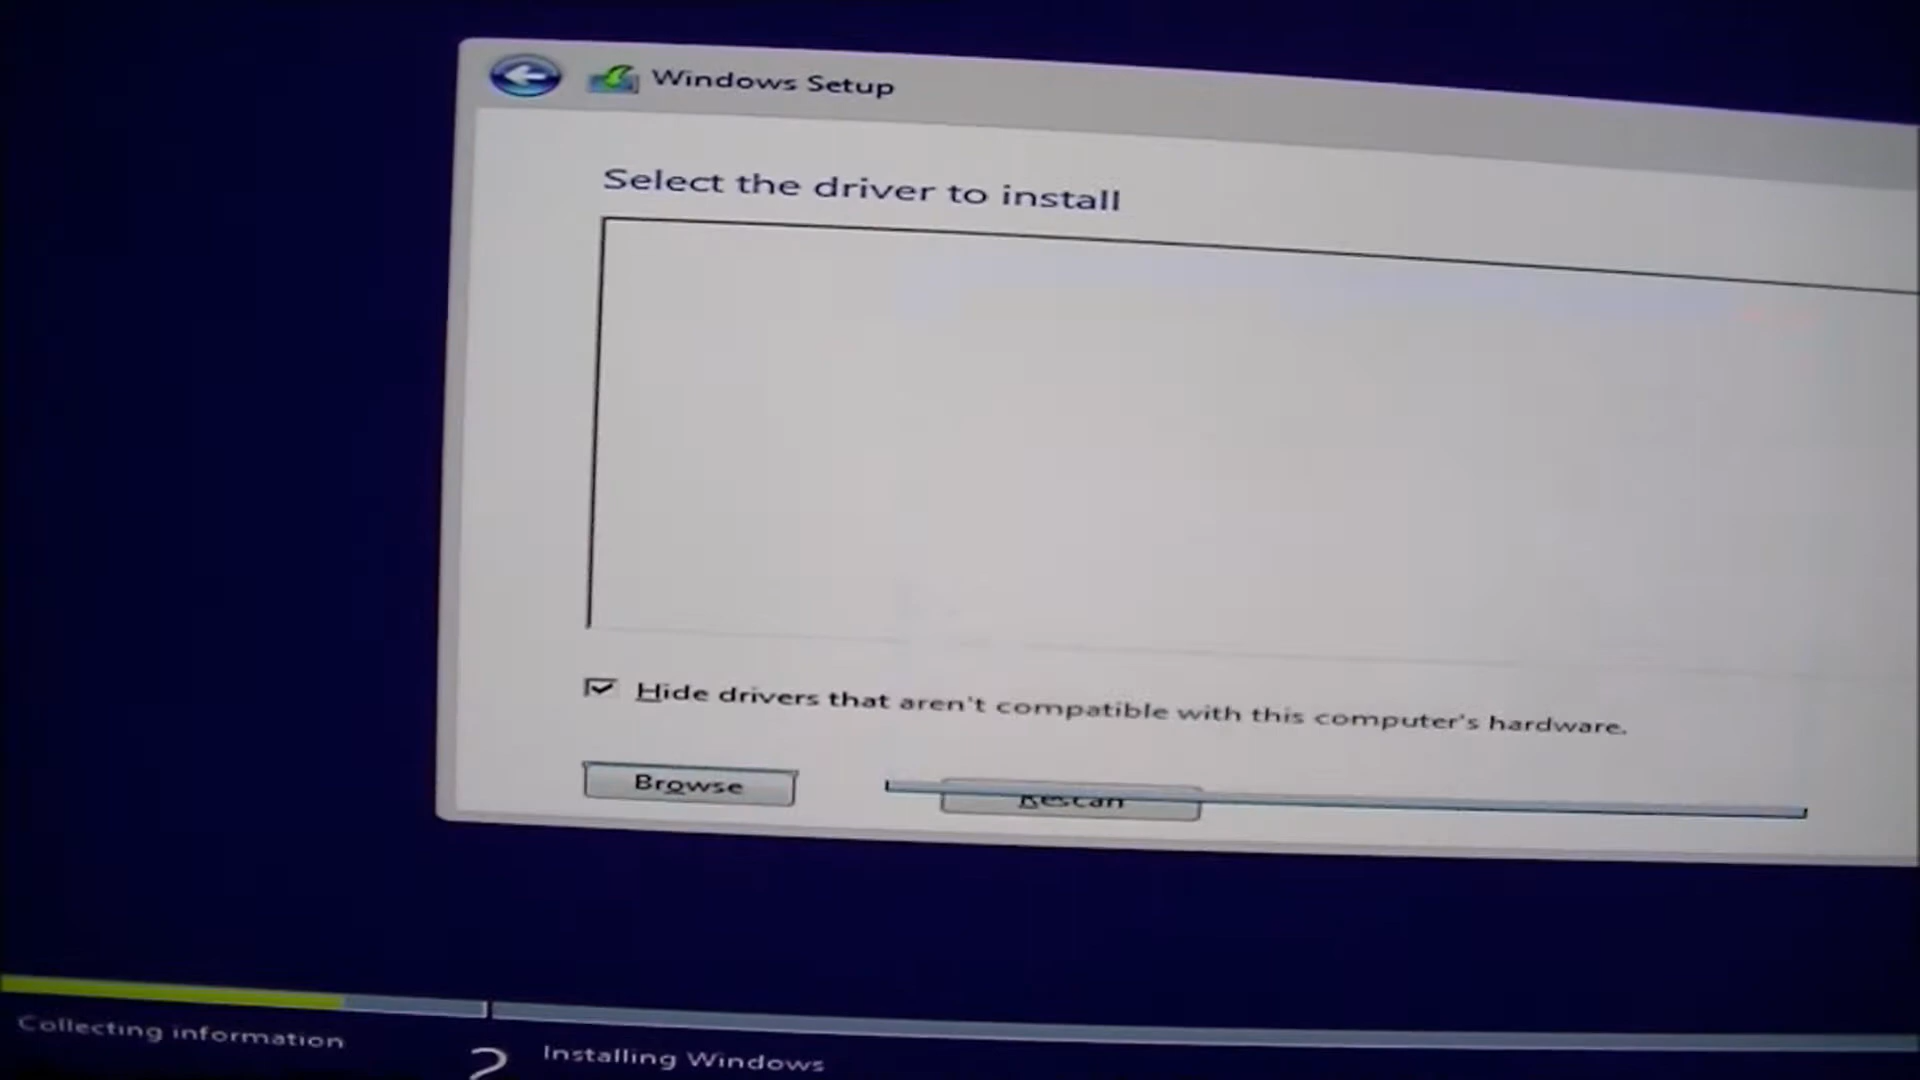 Windows Setup
Select the driver to install
Hide drivers that aren't compatible with this computer's hardware.
Browse
Rescan
Collecting information
2 Installing Windows